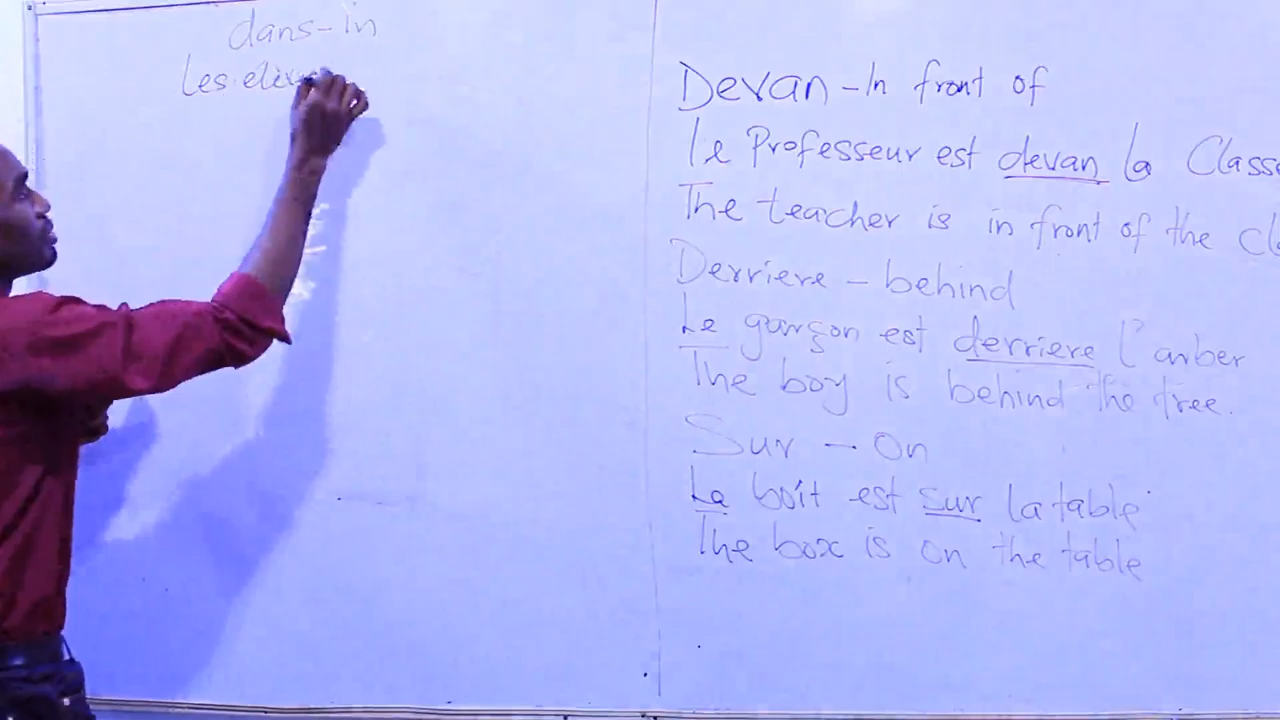 dans-in
les
Devan-In front of
le Professeur est devan la Classe
The teacher is in front of the
Derriere - behind
Le garşon est derriere l'arber
The boy is behind the tree.
Sur - On
La boit est sur la table
The box is on the table